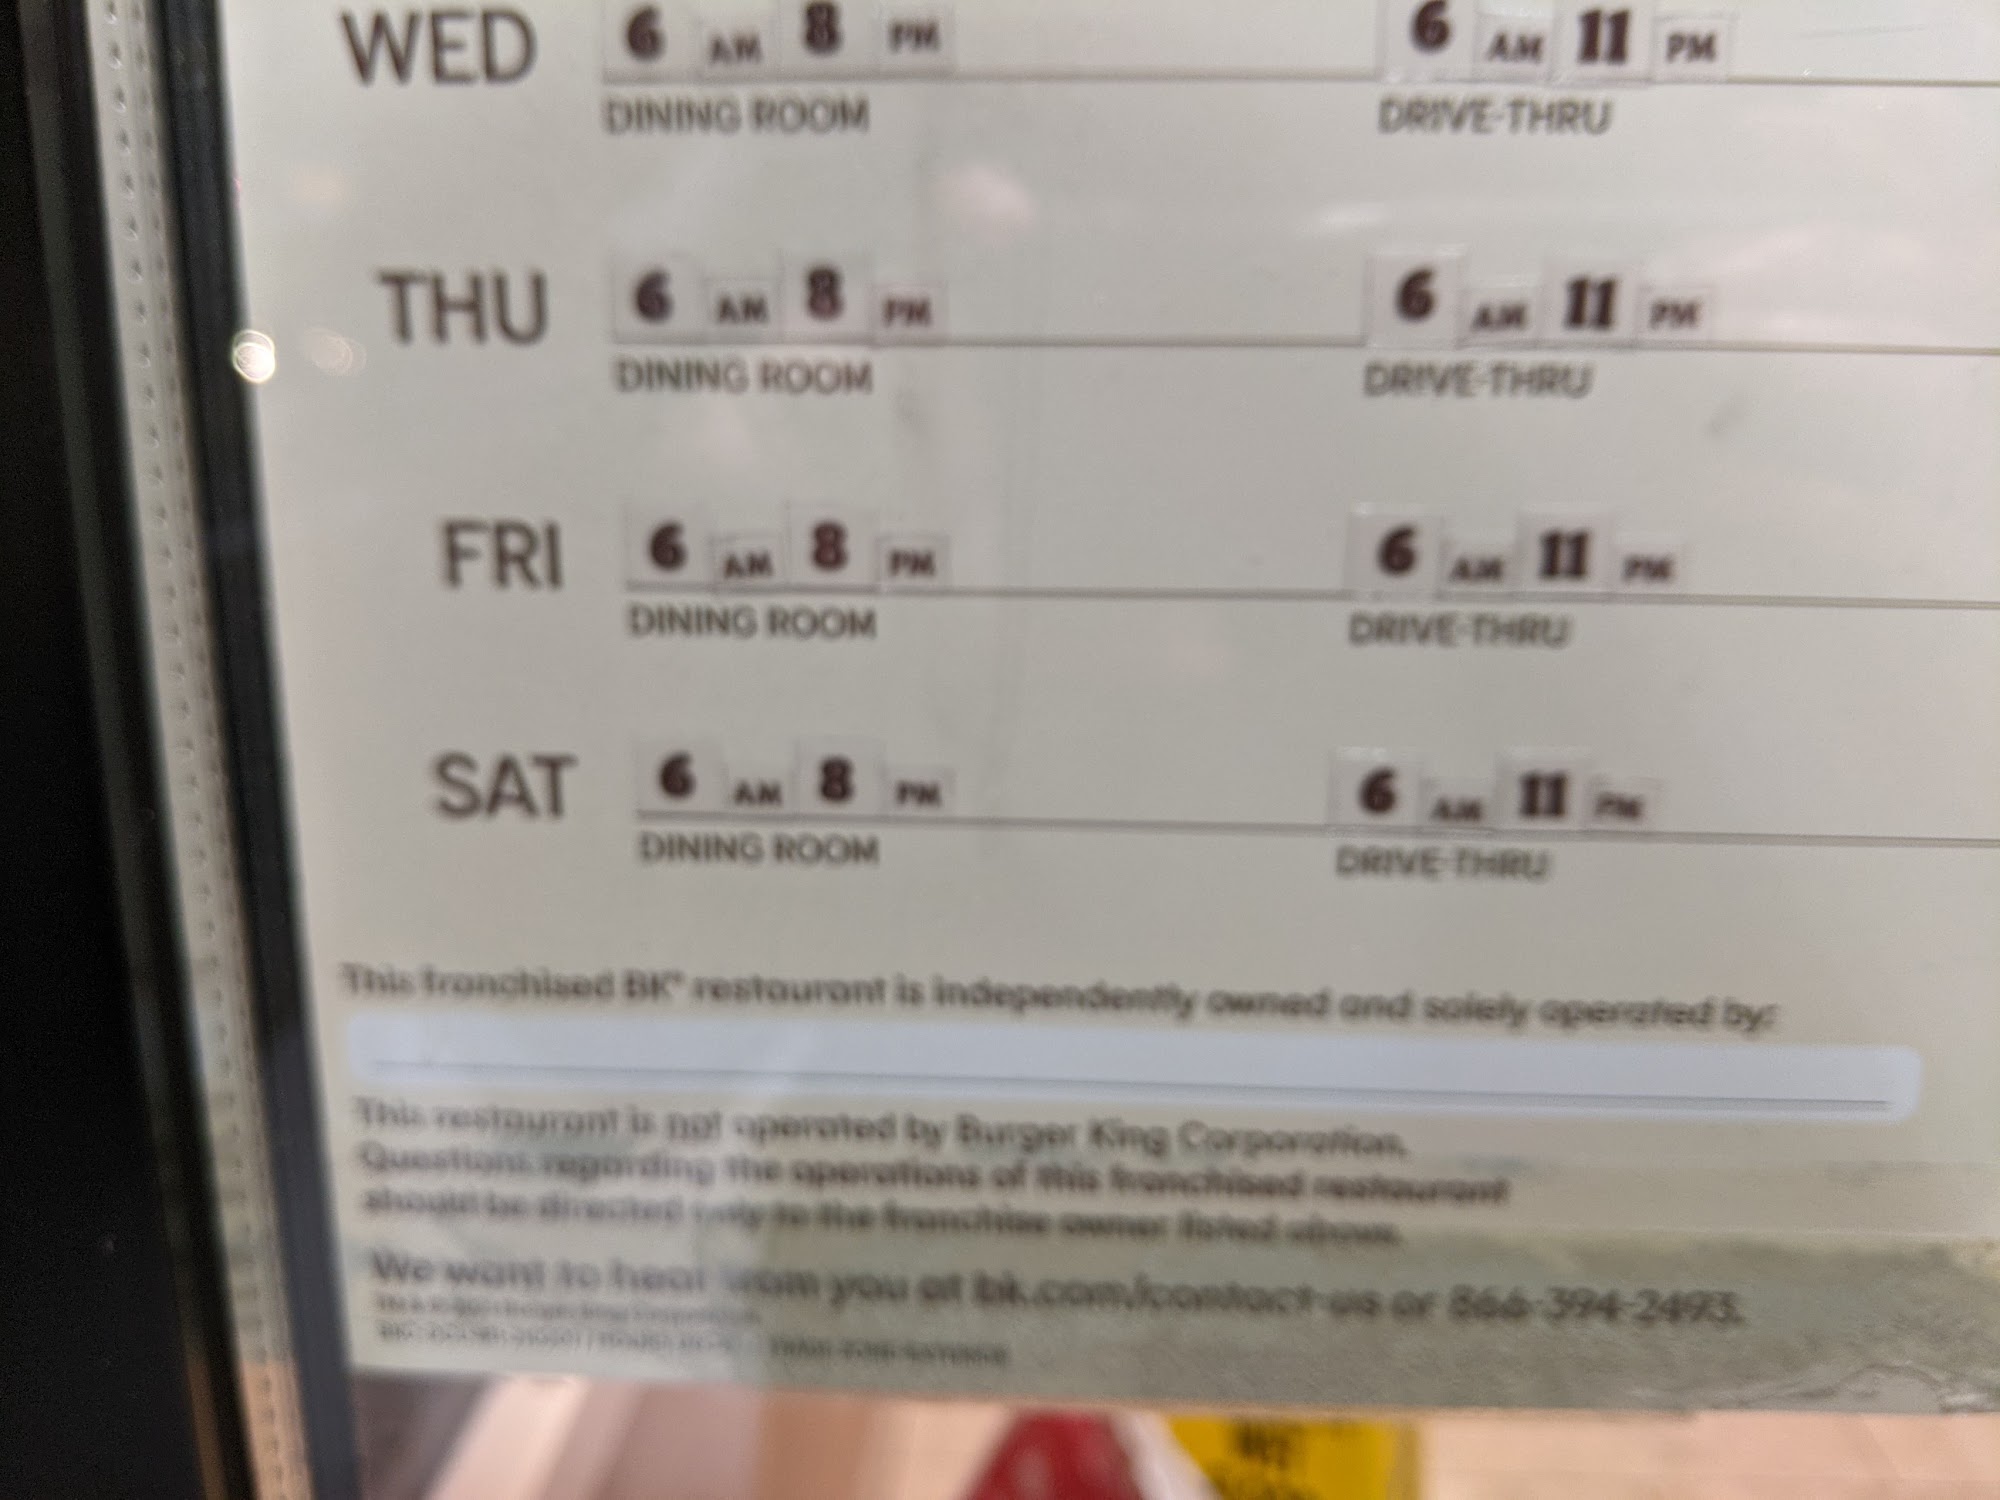 WED 6 AM 8 PM 6 AM 11 PM
DINING ROOM DRIVE-THRU
THU 6 AM 8 PM 6 AM 11 PM
DINING ROOM DRIVE-THRU
FRI 6 AM 8 PM 6 AM 11 PM
DINING ROOM DRIVE-THRU
SAT 6 AM 8 PM 6 AM 11 PM
DINING ROOM DRIVE-THRU
This franchised BK® restaurant is independently owned and solely operated by:
This restaurant is not operated by Burger King Corporation.
Questions regarding the operations of this franchised restaurant
should be directed only to the franchise owner listed above.
We want to hear from you at bk.com/contact-us or 866-394-2493.